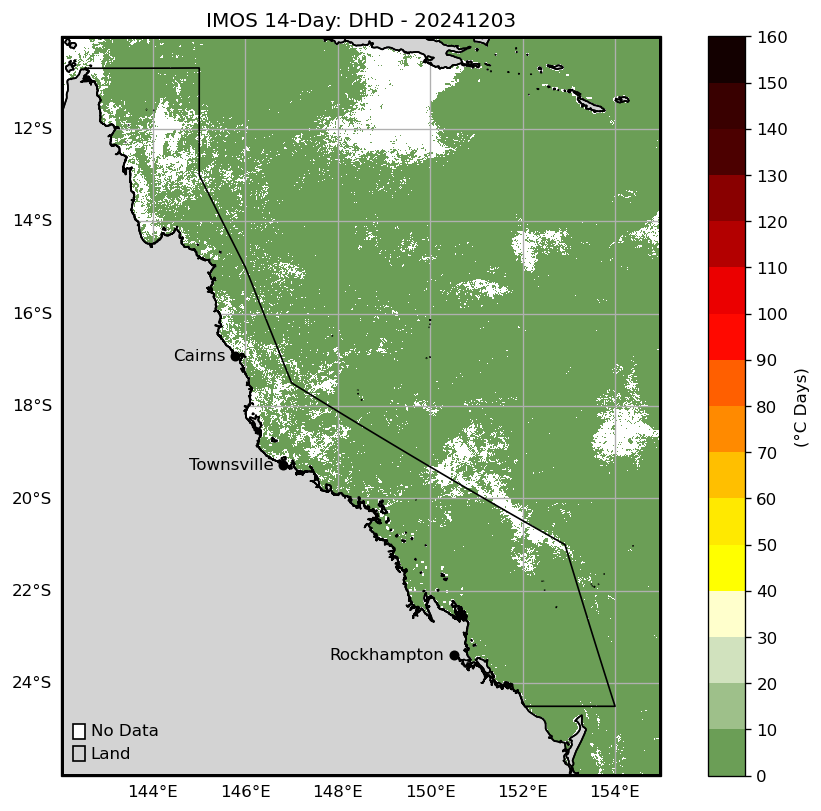 IMOS 14-Day: DHD - 20241203
160
150
140
130
120
110
100
90
80
70
60
50
40
30
20
10
0
(°C Days)
12°S
14°S
16°S
18°S
20°S
22°S
24°S
Cairns
Townsville
Rockhampton
No Data
Land
144°E 146°E 148°E 150°E 152°E 154°E